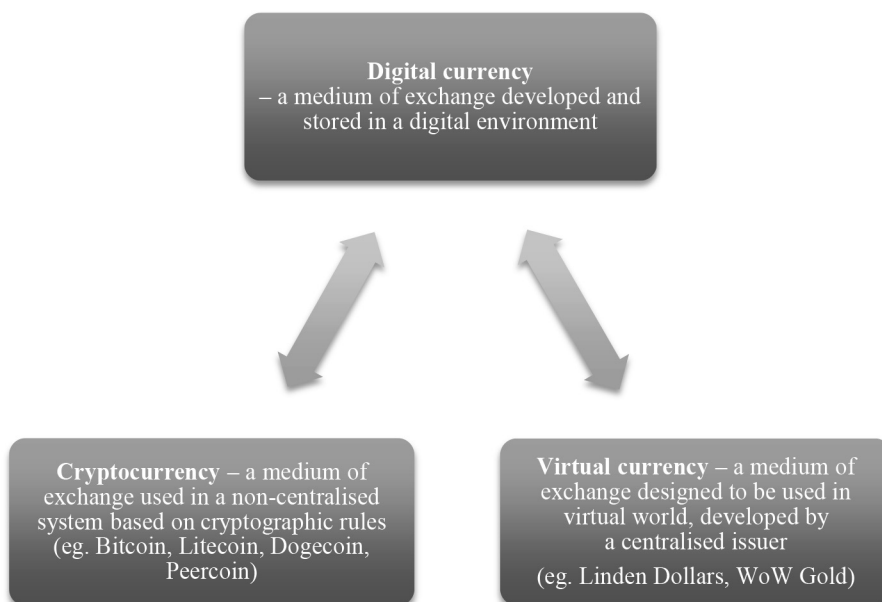 Digital currency
– a medium of exchange developed and
stored in a digital environment
Cryptocurrency – a medium of
exchange used in a non-centralised
system based on cryptographic rules
(eg. Bitcoin, Litecoin, Dogecoin,
Peercoin)
Virtual currency – a medium of
exchange designed to be used in
virtual world, developed by
a centralised issuer
(eg. Linden Dollars, WoW Gold)